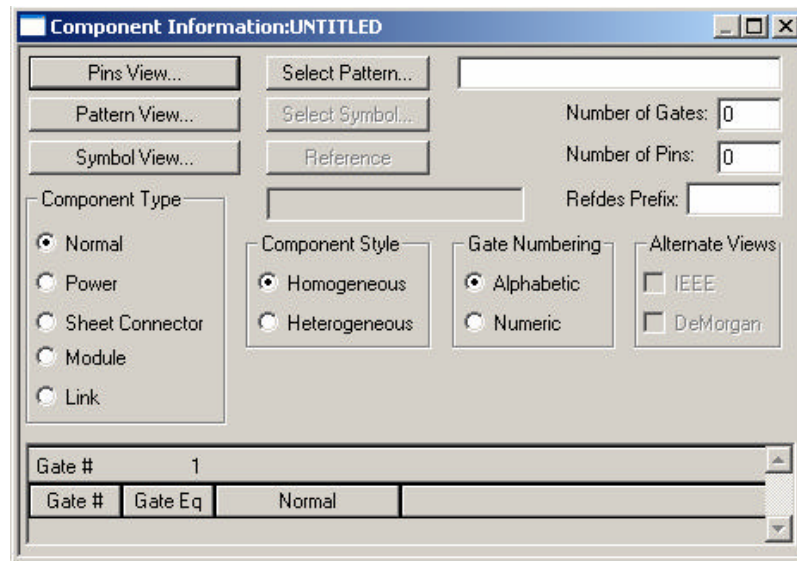 Component Information:UNTITLED
Pins View... Select Pattern...
Pattern View... Select Symbol... Number of Gates: 0
Symbol View... Reference Number of Pins: 0
Component Type Refdes Prefix:
Normal Component Style Gate Numbering Alternate Views
Power Homogeneous Alphabetic IEEE
Sheet Connector Heterogeneous Numeric DeMorgan
Module
Link
Gate # 1
Gate # Gate Eq Normal